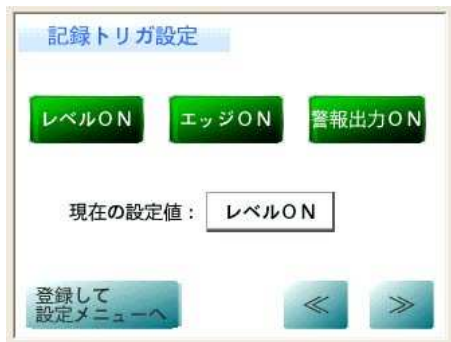 記録トリガ設定
レベルON エッジON 警報出力ON
現在の設定値： レベルON
登録して
設定メニューへ
≪ ≫